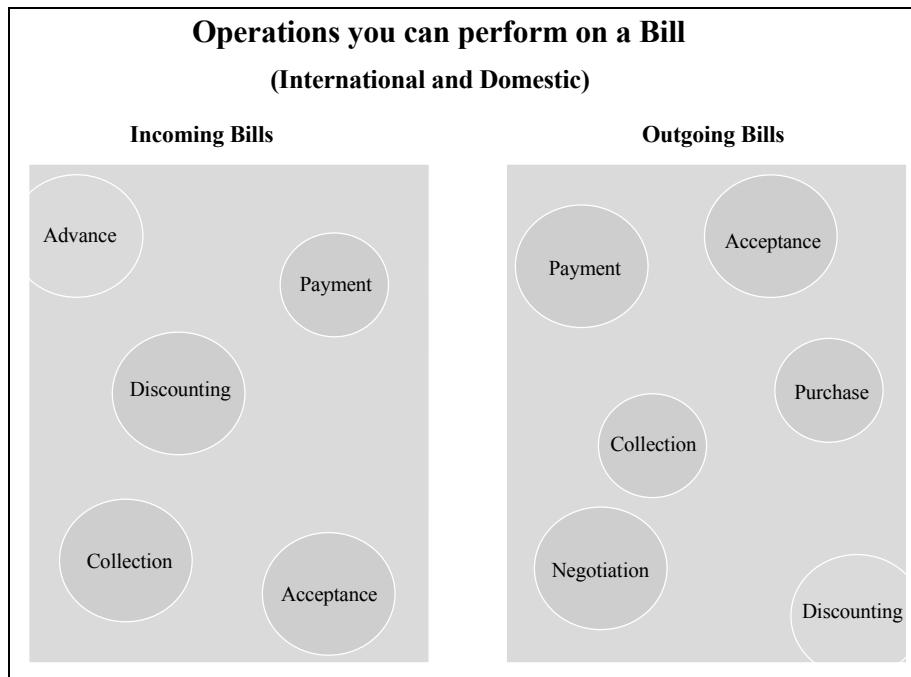 Operations you can perform on a Bill
(International and Domestic)
Incoming Bills
Advance
Payment
Discounting
Collection
Acceptance
Outgoing Bills
Acceptance
Payment
Purchase
Collection
Negotiation
Discounting